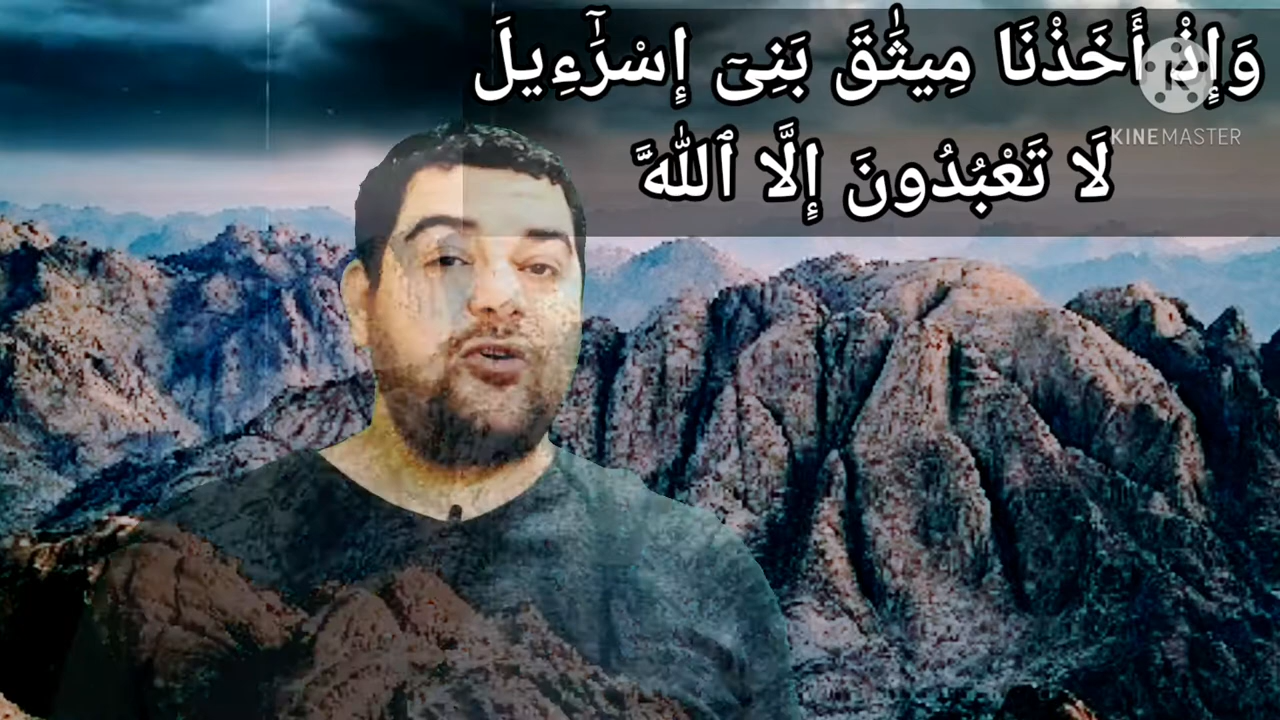 وَإِذْ أَخَذْنَا مِيثَٰقَ بَنِىٓ إِسْرَٰٓءِيلَ
لَا تَعْبُدُونَ إِلَّا ٱللَّهَ
KINEMASTER